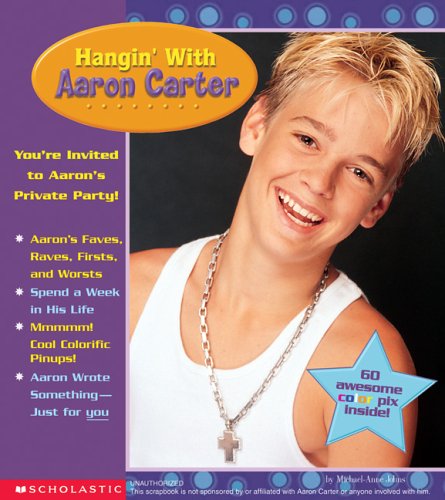 Hangin' With
Aaron Carter
You're Invited
to Aaron's
Private Party!
✷ Aaron's Faves,
Raves, Firsts,
and Worsts
✷ Spend a Week
in His Life
✷ Mmmmm!
Cool Colorific
Pinups!
✷ Aaron Wrote
Something—
Just for you
60
awesome
color pix
inside!
by Michael-Anne Johns
SCHOLASTIC
UNAUTHORIZED
This scrapbook is not sponsored by or affiliated with Aaron Carter or anyone involved with him.